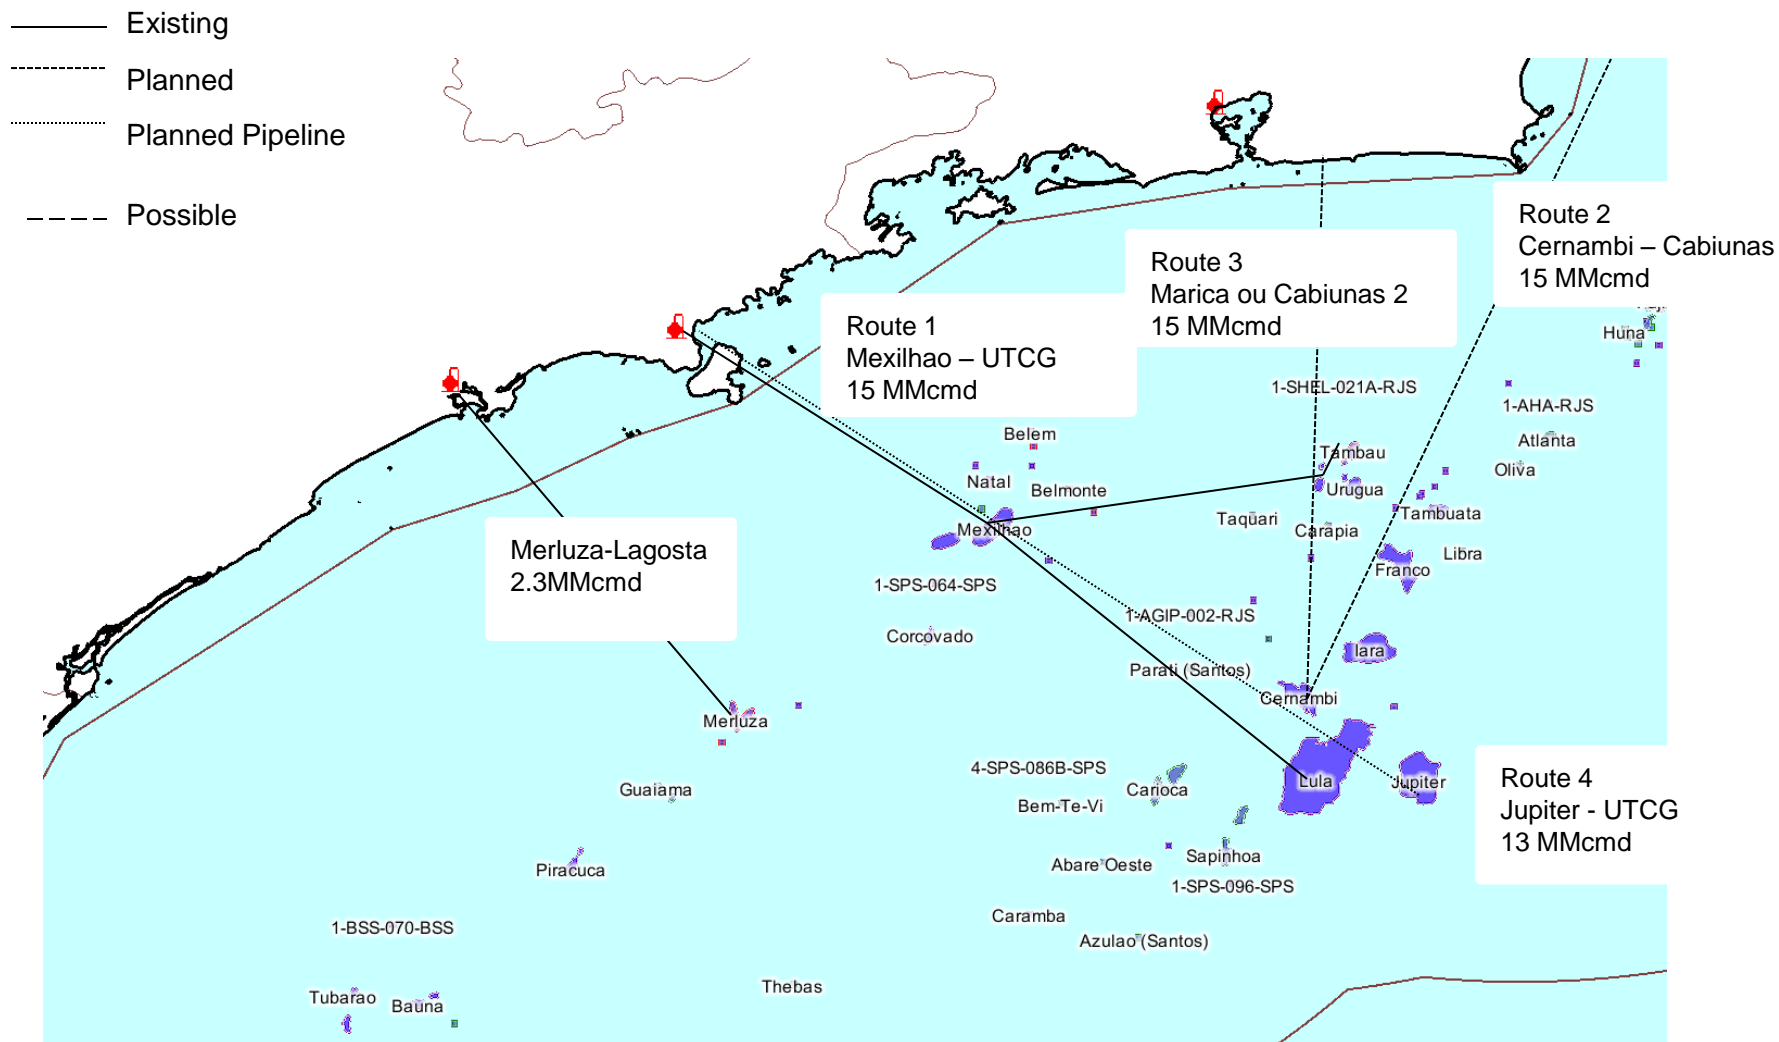 Existing
Planned
Planned Pipeline
Possible
Route 2
Cernambi – Cabiunas
15 MMcmd
Route 3
Marica ou Cabiunas 2
15 MMcmd
Route 1
Mexilhao – UTCG
15 MMcmd
Huna
1-SHEL-021A-RJS
1-AHA-RJS
Belem
Tambau
Atlanta
Oliva
Natal
Belmonte
Urugua
Tambuata
Taquari
Carapia
Mexilhao
Libra
Franco
Merluza-Lagosta
2.3MMcmd
1-SPS-064-SPS
1-AGIP-002-RJS
Corcovado
Iara
Parati (Santos)
Cernambi
Merluza
4-SPS-086B-SPS
Lula
Jupiter
Route 4
Jupiter - UTCG
13 MMcmd
Guaiama
Carioca
Bem-Te-Vi
Abare Oeste
Sapinhoa
Piracuca
1-SPS-096-SPS
Caramba
1-BSS-070-BSS
Azulao (Santos)
Thebas
Tubarao
Bauna